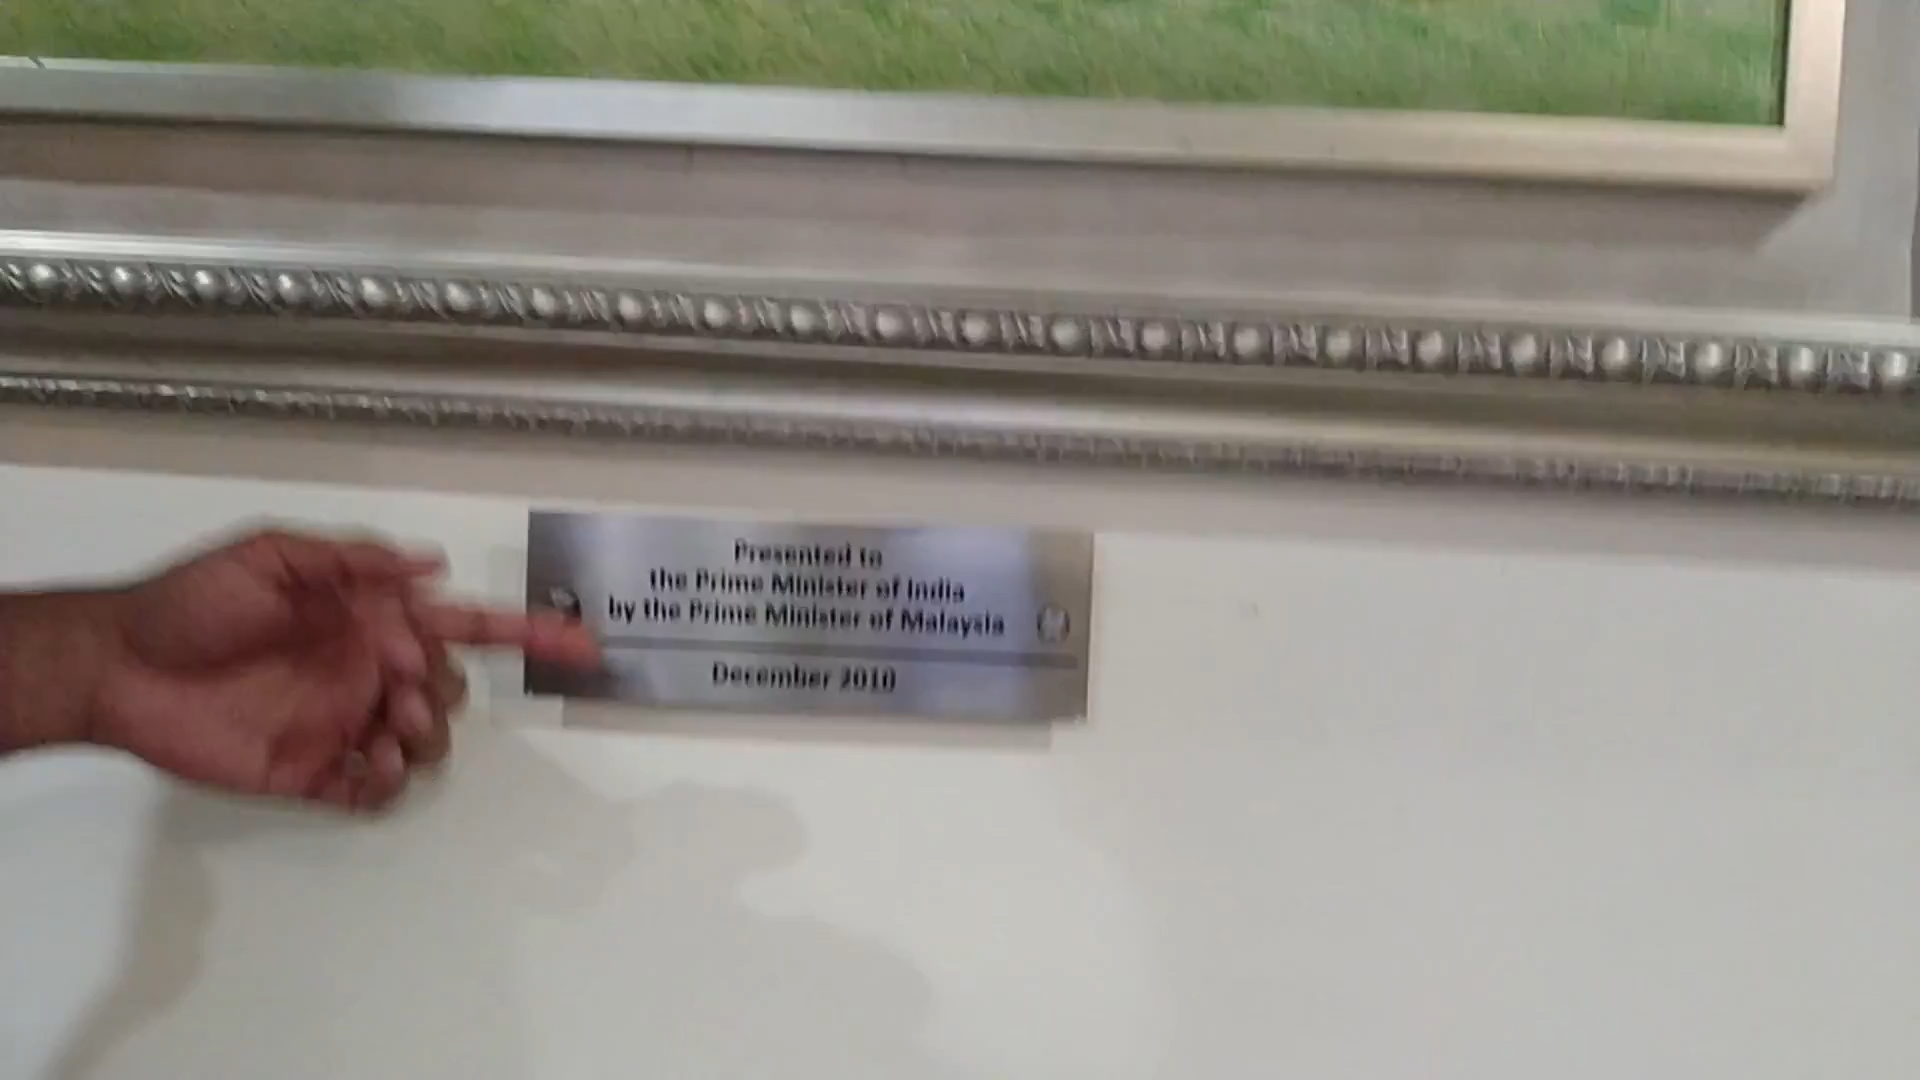 Presented to
the Prime Minister of India
by the Prime Minister of Malaysia
December 2010